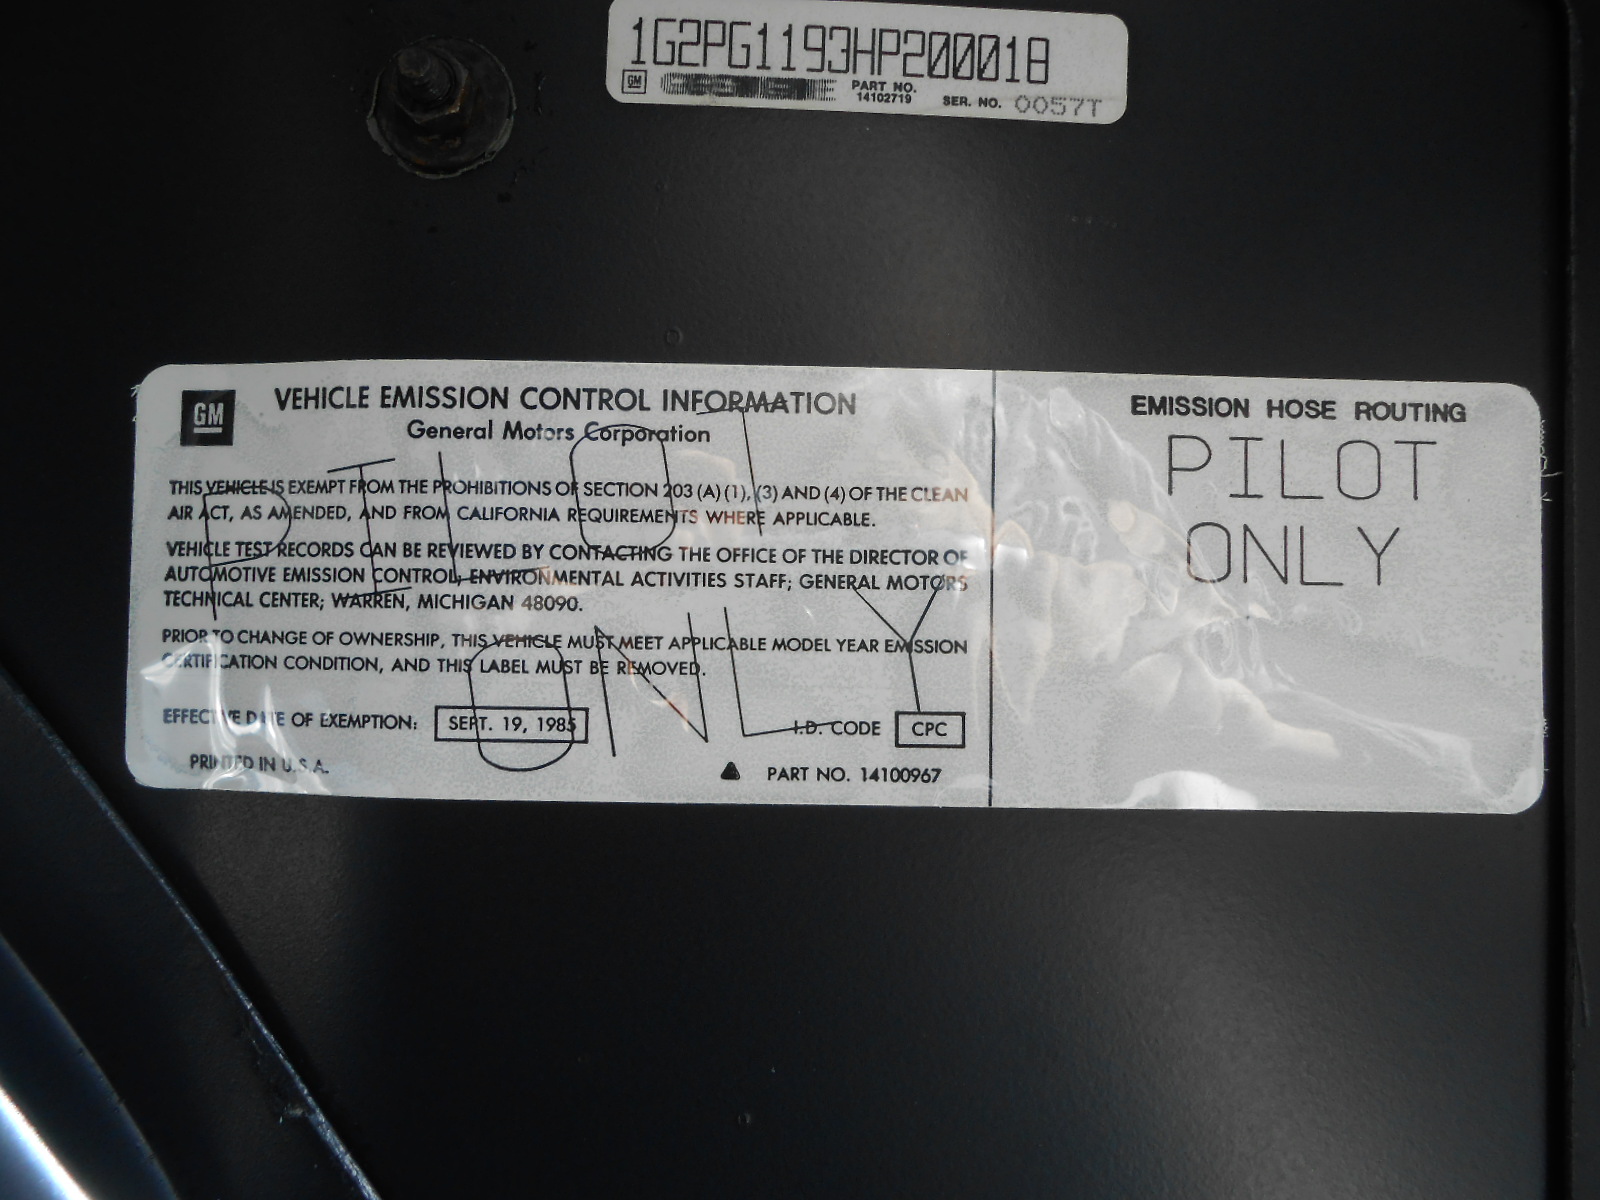 1G2PG1193HP200018
GM
PART NO.
14102719
SER. NO. 0057T
GM
VEHICLE EMISSION CONTROL INFORMATION
General Motors Corporation
THIS VEHICLE IS EXEMPT FROM THE PROHIBITIONS OF SECTION 203 (A) (1), (3) AND (4) OF THE CLEAN
AIR ACT, AS AMENDED, AND FROM CALIFORNIA REQUIREMENTS WHERE APPLICABLE.
VEHICLE TEST RECORDS CAN BE REVIEWED BY CONTACTING THE OFFICE OF THE DIRECTOR OF
AUTOMOTIVE EMISSION CONTROL; ENVIRONMENTAL ACTIVITIES STAFF; GENERAL MOTORS
TECHNICAL CENTER; WARREN, MICHIGAN 48090.
PRIOR TO CHANGE OF OWNERSHIP, THIS VEHICLE MUST MEET APPLICABLE MODEL YEAR EMISSION
CERTIFICATION CONDITION, AND THIS LABEL MUST BE REMOVED.
EFFECTIVE DATE OF EXEMPTION: SEPT. 19, 1985
I.D. CODE CPC
PRINTED IN U.S.A.
PART NO. 14100967
PILOT
ONLY
EMISSION HOSE ROUTING
PILOT
ONLY